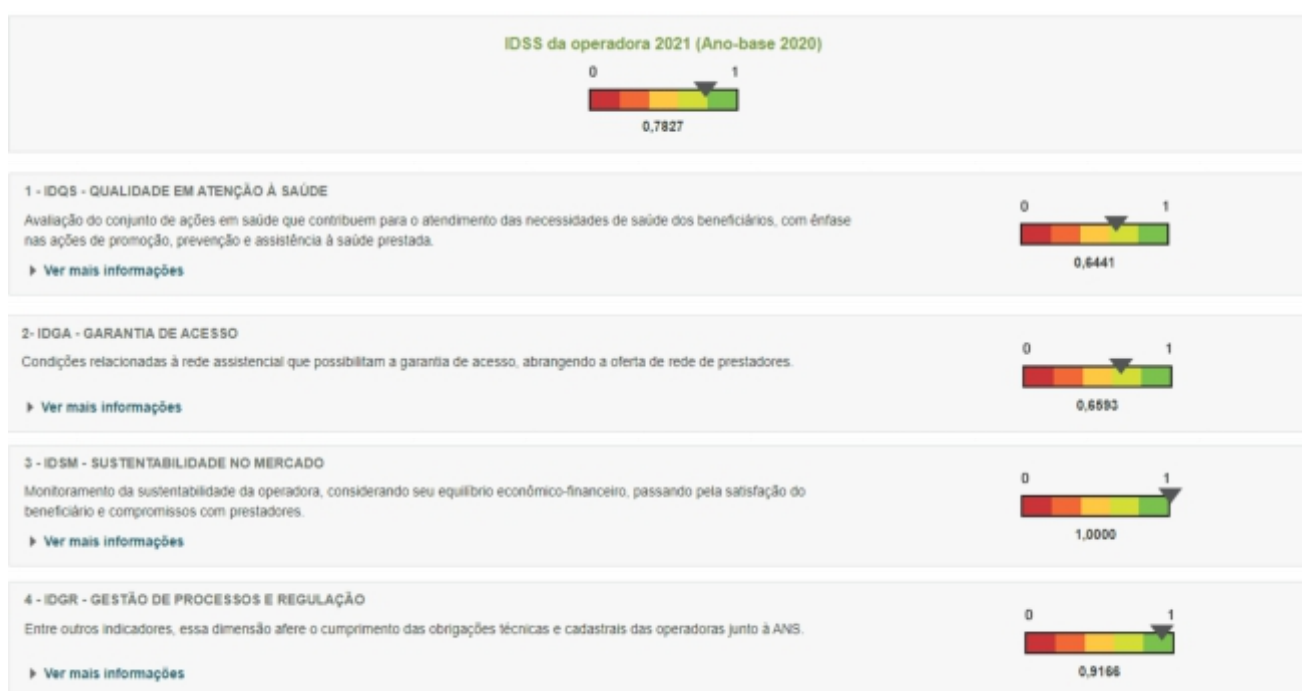 IDSS da operadora 2021 (Ano-base 2020)
0 1
0,7827
1 - IDQS - QUALIDADE EM ATENÇÃO À SAÚDE
Avaliação do conjunto de ações em saúde que contribuem para o atendimento das necessidades de saúde dos beneficiários, com ênfase
nas ações de promoção, prevenção e assistência à saúde prestada.
Ver mais informações
0 1
0,6441
2- IDGA - GARANTIA DE ACESSO
Condições relacionadas à rede assistencial que possibilitam a garantia de acesso, abrangendo a oferta de rede de prestadores.
Ver mais informações
0 1
0,6593
3 - IDSM - SUSTENTABILIDADE NO MERCADO
Monitoramento da sustentabilidade da operadora, considerando seu equilíbrio econômico-financeiro, passando pela satisfação do
beneficiário e compromissos com prestadores.
Ver mais informações
0 1
1,0000
4 - IDGR - GESTÃO DE PROCESSOS E REGULAÇÃO
Entre outros indicadores, essa dimensão afere o cumprimento das obrigações técnicas e cadastrais das operadoras junto à ANS.
Ver mais informações
0 1
0,9166